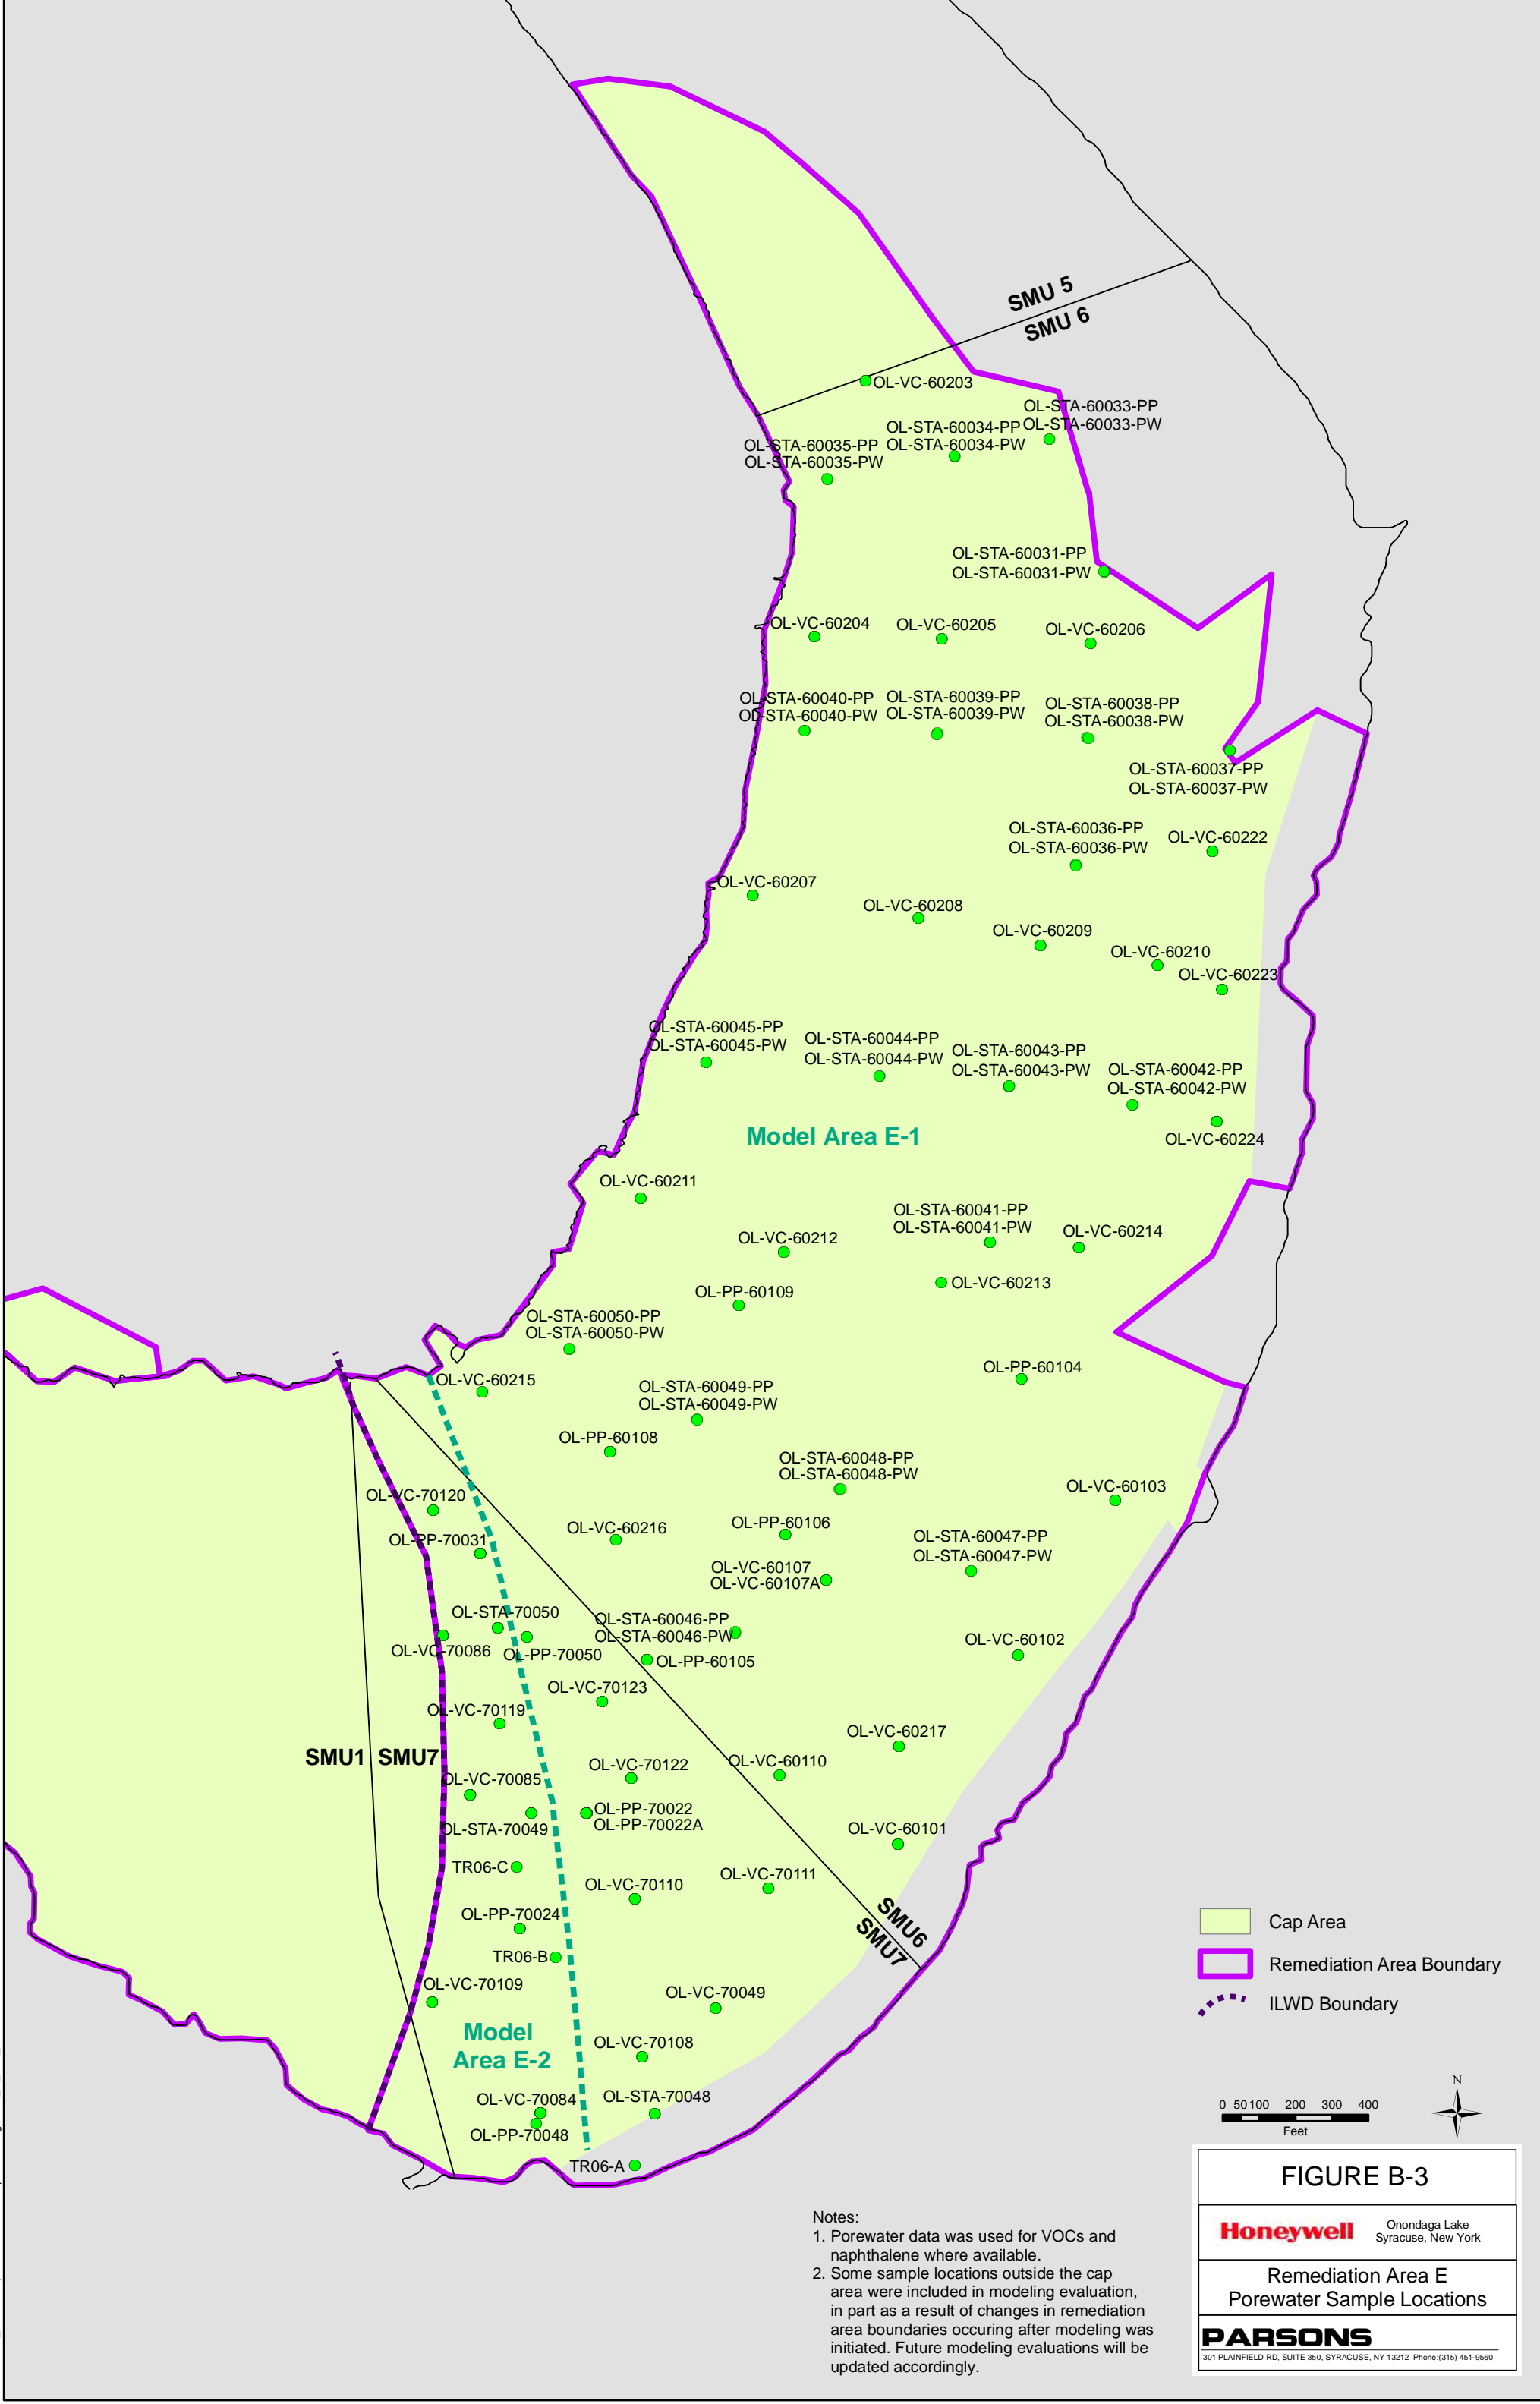 SMU 5
SMU 6
OL-VC-60203
OL-STA-60033-PP
OL-STA-60033-PW
OL-STA-60034-PP
OL-STA-60034-PW
OL-STA-60035-PP
OL-STA-60035-PW
OL-STA-60031-PP
OL-STA-60031-PW
OL-VC-60204
OL-VC-60205
OL-VC-60206
OL-STA-60040-PP
OL-STA-60040-PW
OL-STA-60039-PP
OL-STA-60039-PW
OL-STA-60038-PP
OL-STA-60038-PW
OL-STA-60037-PP
OL-STA-60037-PW
OL-STA-60036-PP
OL-STA-60036-PW
OL-VC-60222
OL-VC-60207
OL-VC-60208
OL-VC-60209
OL-VC-60210
OL-VC-60223
OL-STA-60045-PP
OL-STA-60045-PW
OL-STA-60044-PP
OL-STA-60044-PW
OL-STA-60043-PP
OL-STA-60043-PW
OL-STA-60042-PP
OL-STA-60042-PW
OL-VC-60224
Model Area E-1
OL-VC-60211
OL-STA-60041-PP
OL-STA-60041-PW
OL-VC-60212
OL-VC-60214
OL-VC-60213
OL-PP-60109
OL-STA-60050-PP
OL-STA-60050-PW
OL-VC-60215
OL-PP-60104
OL-STA-60049-PP
OL-STA-60049-PW
OL-PP-60108
OL-STA-60048-PP
OL-STA-60048-PW
OL-VC-60103
OL-VC-70120
OL-PP-70031
OL-VC-60216
OL-PP-60106
OL-STA-60047-PP
OL-STA-60047-PW
OL-VC-60107
OL-VC-60107A
OL-STA-70050
OL-STA-60046-PP
OL-STA-60046-PW
OL-VC-70086
OL-PP-70050
OL-PP-60105
OL-VC-60102
OL-VC-70123
OL-VC-70119
OL-VC-60217
SMU1
SMU7
OL-VC-70122
OL-VC-60110
OL-VC-70085
OL-PP-70022
OL-PP-70022A
OL-STA-70049
OL-VC-60101
TR06-C
OL-VC-70110
OL-VC-70111
OL-PP-70024
SMU6
SMU7
TR06-B
OL-VC-70109
OL-VC-70049
Model
Area E-2
OL-VC-70108
OL-VC-70084
OL-STA-70048
OL-PP-70048
TR06-A
Cap Area
Remediation Area Boundary
ILWD Boundary
N
0 50 100 200 300 400
Feet
Notes:
1. Porewater data was used for VOCs and
naphthalene where available.
2. Some sample locations outside the cap
area were included in modeling evaluation,
in part as a result of changes in remediation
area boundaries occuring after modeling was
initiated. Future modeling evaluations will be
updated accordingly.
FIGURE B-3
Honeywell
Onondaga Lake
Syracuse, New York
Remediation Area E
Porewater Sample Locations
PARSONS
301 PLAINFIELD RD, SUITE 350, SYRACUSE, NY 13212 Phone:(315) 451-9560